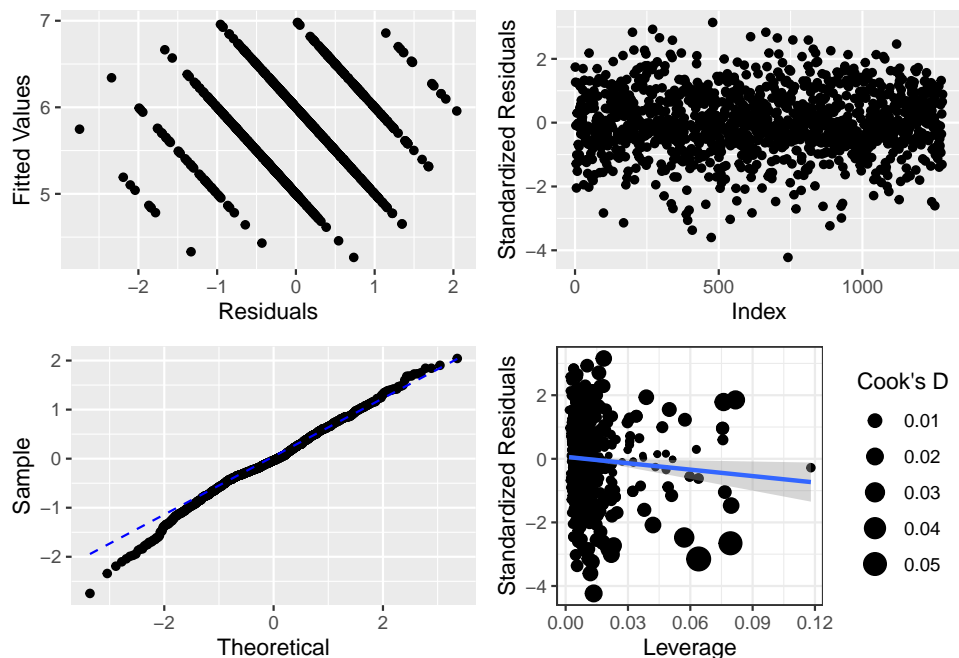 7
6
5
Fitted Values
−2 −1 0 1 2
Residuals
2
0
−2
−4
Standardized Residuals
0 500 1000
Index
2
1
0
−1
−2
Sample
−2 0 2
Theoretical
2
0
−2
−4
Standardized Residuals
0.00 0.03 0.06 0.09 0.12
Leverage
Cook's D
0.01
0.02
0.03
0.04
0.05